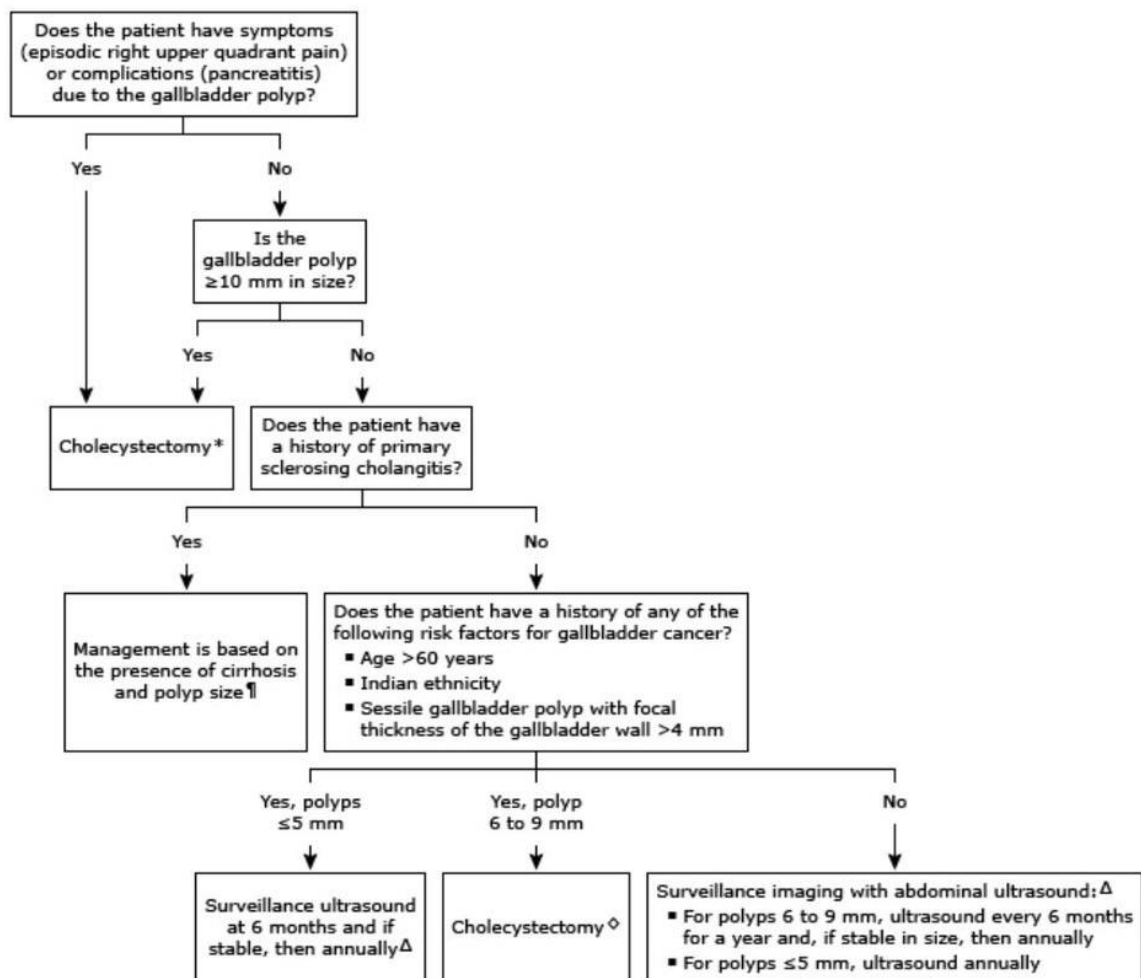 Does the patient have symptoms
(episodic right upper quadrant pain)
or complications (pancreatitis)
due to the gallbladder polyp?
Yes
No
Is the
gallbladder polyp
≥10 mm in size?
Yes
No
Cholecystectomy*
Does the patient have
a history of primary
sclerosing cholangitis?
Yes
No
Management is based on
the presence of cirrhosis
and polyp size¶
Does the patient have a history of any of the
following risk factors for gallbladder cancer?
▪ Age >60 years
▪ Indian ethnicity
▪ Sessile gallbladder polyp with focal
thickness of the gallbladder wall >4 mm
Yes, polyps
≤5 mm
Yes, polyp
6 to 9 mm
No
Surveillance ultrasound
at 6 months and if
stable, then annuallyΔ
Cholecystectomy◊
Surveillance imaging with abdominal ultrasound:Δ
▪ For polyps 6 to 9 mm, ultrasound every 6 months
for a year and, if stable in size, then annually
▪ For polyps ≤5 mm, ultrasound annually